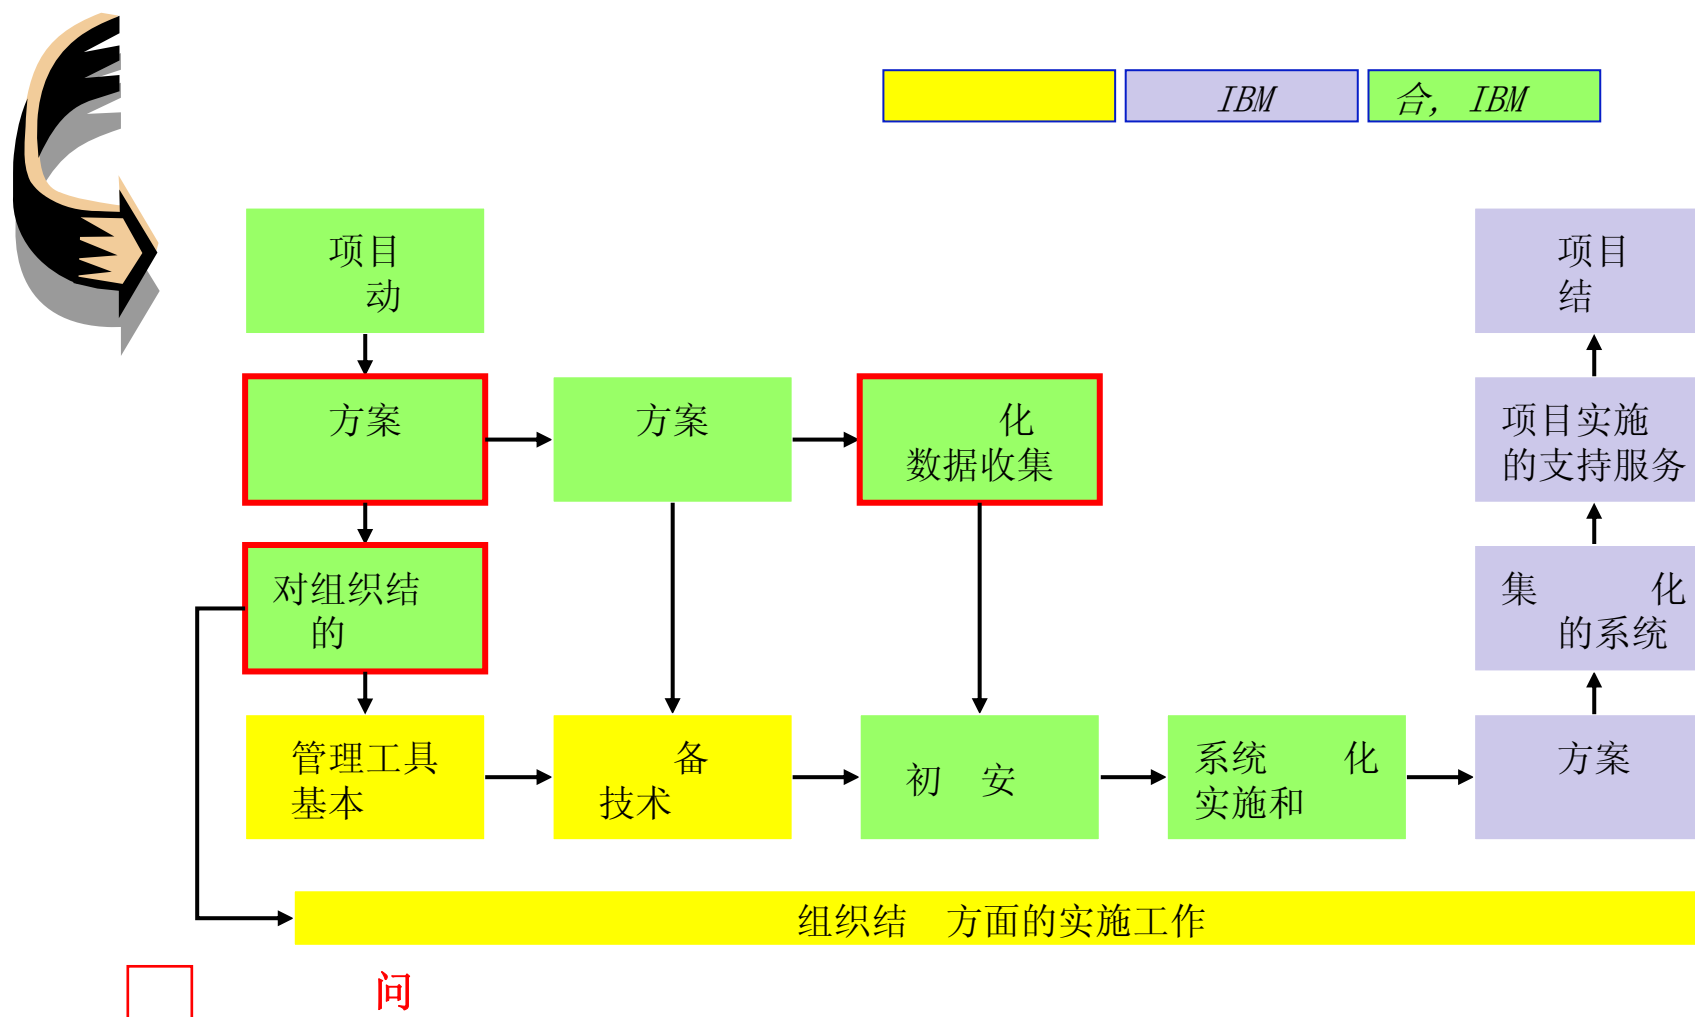 IBM
合, IBM
项目
动
项目
结
方案
方案
化
数据收集
项目实施
的支持服务
对组织结
的
集 化
的系统
管理工具
基本
备
技术
初 安
系统 化
实施和
方案
组织结 方面的实施工作
问